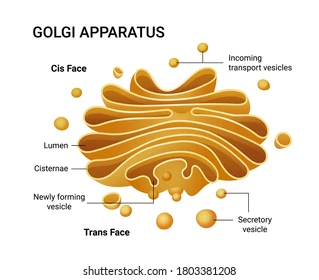 GOLGI APPARATUS
Cis Face
Incoming
transport vesicles
Lumen
Cisternae
Newly forming
vesicle
Trans Face
Secretory
vesicle
shutterstock.com · 1803381208